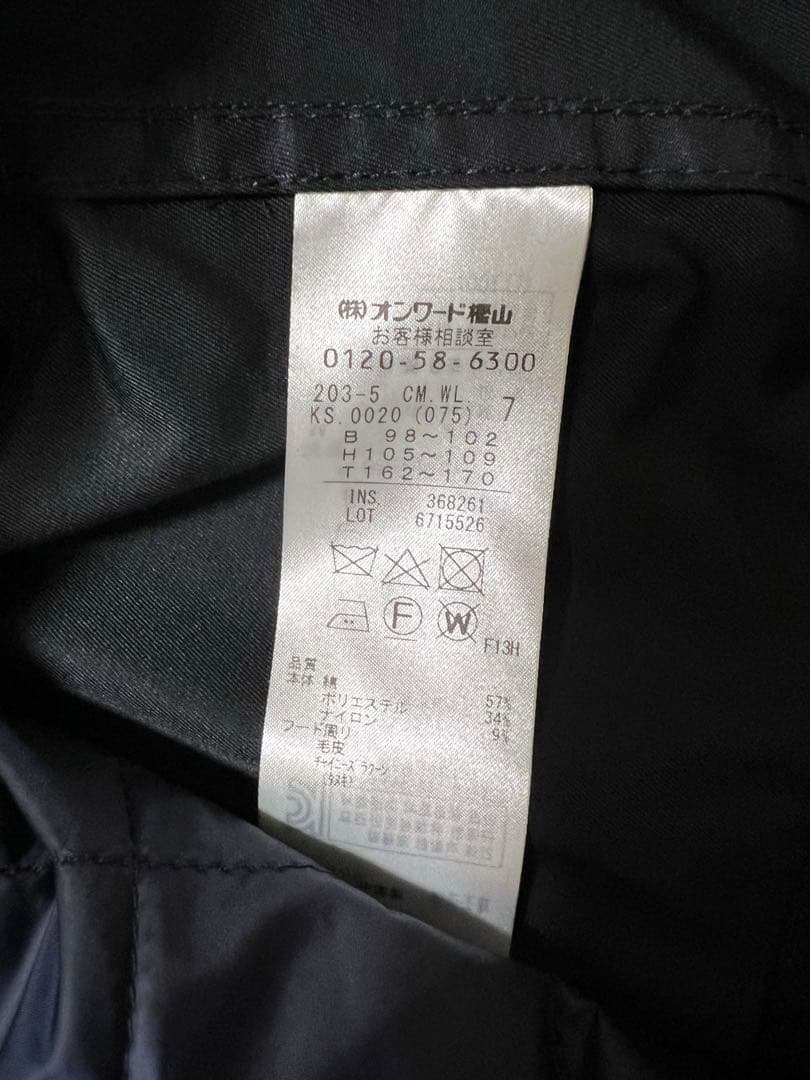 (株)オンワード樫山
お客様相談室
0120-58-6300
203-5 CM.WL. 7
KS.0020(075)
B 98～102
H105～109
T162～170
INS. 368261
LOT 6715526
F W F13H
品質
本体 綿 57%
ポリエステル 34%
ナイロン 9%
フード周り
毛皮
チャイニーズラクーン
(タヌキ)